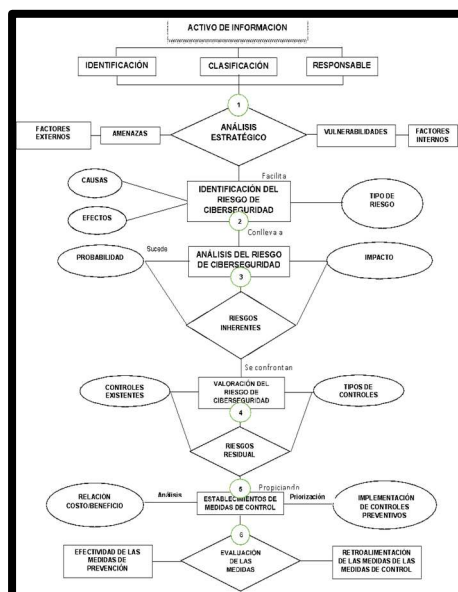 ACTIVO DE INFORMACION
IDENTIFICACIÓN
CLASIFICACIÓN
RESPONSABLE
1
FACTORES
EXTERNOS
AMENAZAS
ANÁLISIS
ESTRATÉGICO
VULNERABILIDADES
FACTORES
INTERNOS
Facilita
CAUSAS
EFECTOS
IDENTIFICACIÓN DEL
RIESGO DE
CIBERSEGURIDAD
TIPO DE
RIESGO
2
Conlleva a
PROBABILIDAD
Sucede
ANÁLISIS DEL RIESGO
DE CIBERSEGURIDAD
IMPACTO
3
RIESGOS
INHERENTES
Se confrontan
CONTROLES
EXISTENTES
VALORACIÓN DEL
RIESGO DE
CIBERSEGURIDAD
TIPOS DE
CONTROLES
4
RIESGOS
RESIDUAL
5
Propiciando
RELACIÓN
COSTO/BENEFICIO
Análisis
ESTABLECIMIENTOS DE
MEDIDAS DE CONTROL
Priorización
IMPLEMENTACIÓN
DE CONTROLES
PREVENTIVOS
6
EFECTIVIDAD DE LAS
MEDIDAS DE
PREVENCIÓN
EVALUACIÓN
DE LAS
MEDIDAS
RETROALIMENTACIÓN
DE LAS MEDIDAS DE LAS
MEDIDAS DE CONTROL